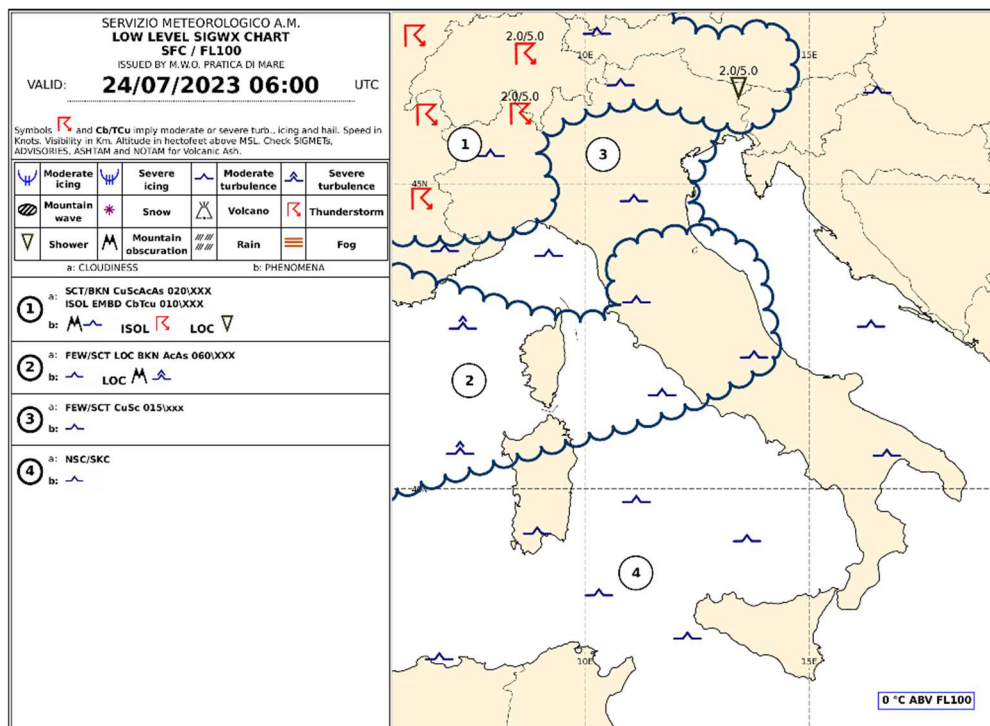 SERVIZIO METEOROLOGICO A.M.
LOW LEVEL SIGWX CHART
SFC / FL100
ISSUED BY M.W.O. PRATICA DI MARE
VALID: 24/07/2023 06:00 UTC
Symbols and Cb/TCu imply moderate or severe turb., icing and hail. Speed in
Knots. Visibility in Km. Altitude in hectofeet above MSL. Check SIGMETs,
ADVISORIES, ASHTAM and NOTAM for Volcanic Ash.
Moderate icing
Severe icing
Moderate turbulence
Severe turbulence
Mountain wave
Snow
Volcano
Thunderstorm
Shower
Mountain obscuration
Rain
Fog
a: CLOUDINESS b: PHENOMENA
1 a: SCT/BKN CuScAcAs 020\XXX
ISOL EMBD CbTcu 010\XXX
b: ISOL LOC
2 a: FEW/SCT LOC BKN AcAs 060\XXX
b: LOC
3 a: FEW/SCT CuSc 015\xxx
b:
4 a: NSC/SKC
b:
2.0/5.0
10E
15E
2.0/5.0
2.0/5.0
1
3
45N
G
2
40N
4
10E
15E
0 °C ABV FL100